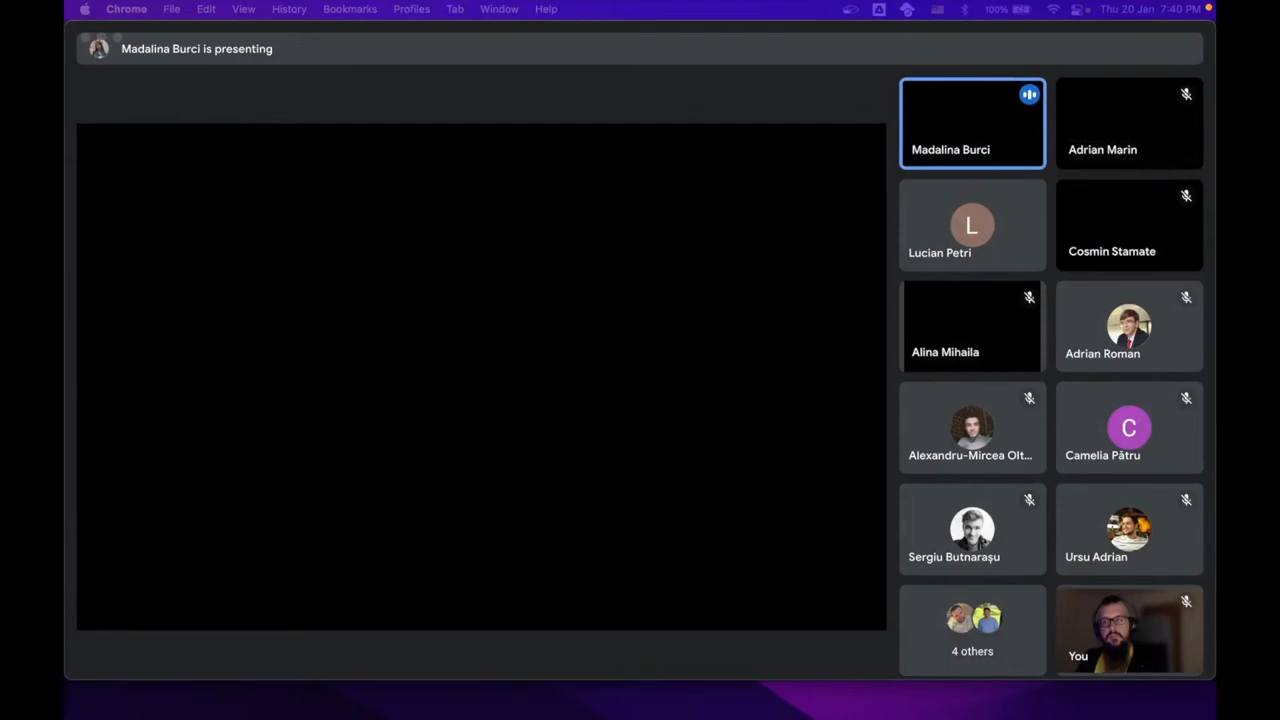 Chrome File Edit View History Bookmarks Profiles Tab Window Help 100% Thu 20 Jan 7:40 PM
Madalina Burci is presenting
Madalina Burci
Adrian Marin
L
Lucian Petri
Cosmin Stamate
Alina Mihaila
Adrian Roman
Alexandru-Mircea Olt...
C
Camelia Pătru
Sergiu Butnarașu
Ursu Adrian
4 others
You